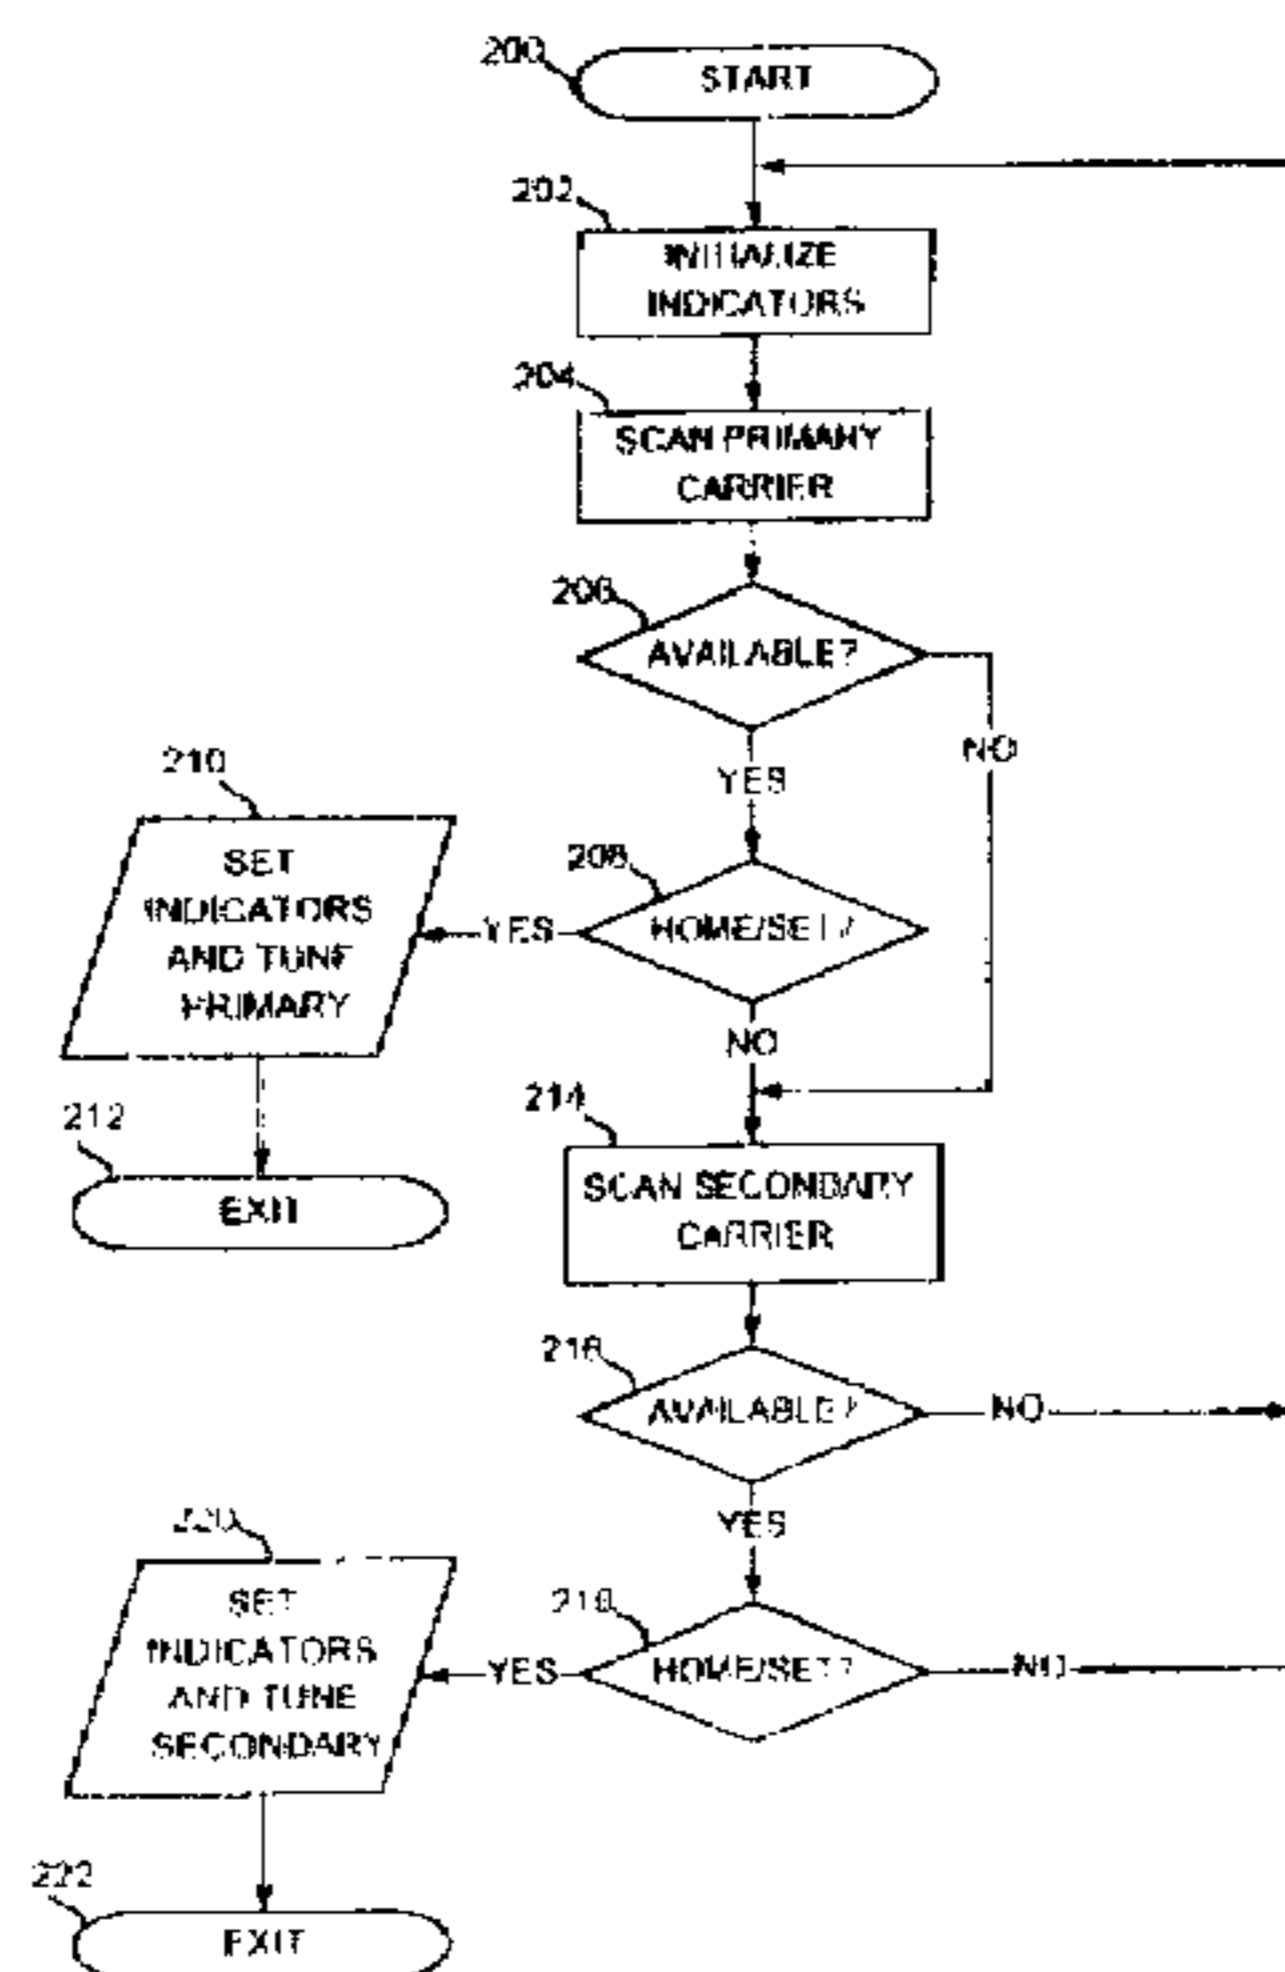 200
START
202
INITIALIZE
INDICATORS
204
SCAN PRIMARY
CARRIER
206
AVAILABLE?
NO
YES
210
SET
INDICATORS
AND TUNE
PRIMARY
208
HOME/SET?
YES
NO
212
EXIT
214
SCAN SECONDARY
CARRIER
216
AVAILABLE?
NO
YES
220
SET
INDICATORS
AND TUNE
SECONDARY
HOME/SET?
YES
NO
222
EXIT